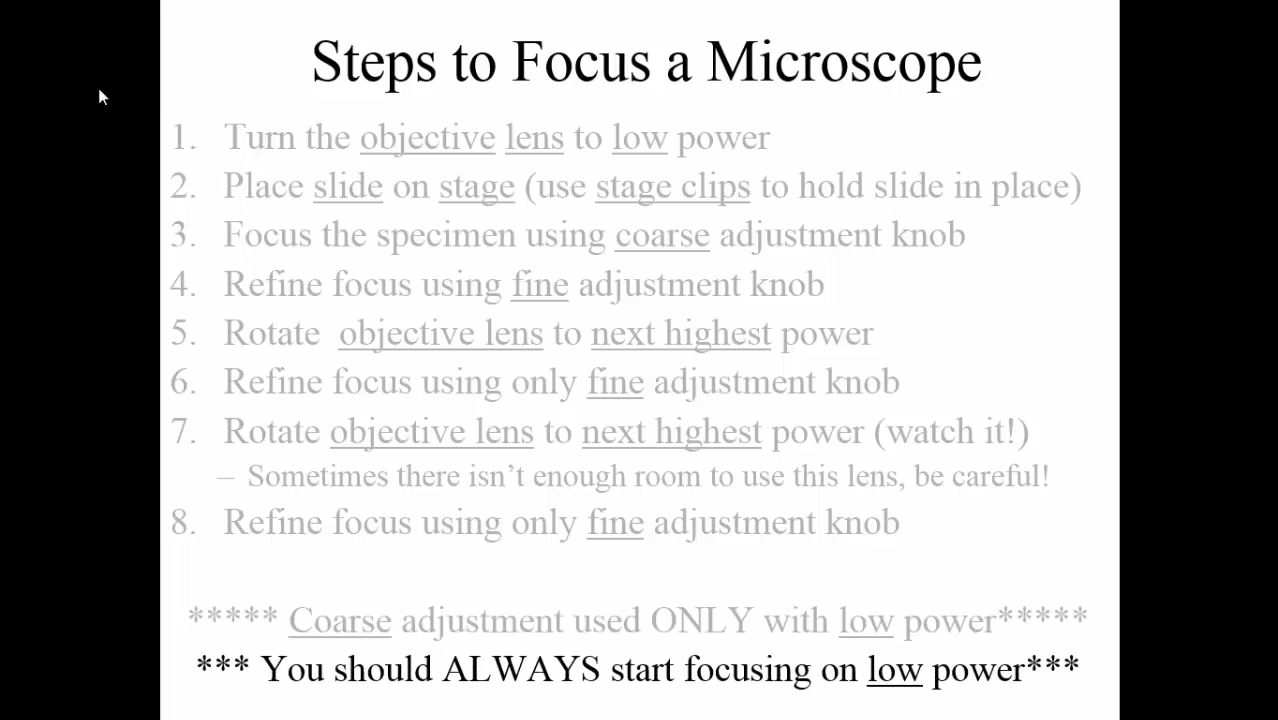 Steps to Focus a Microscope
1. Turn the objective lens to low power
2. Place slide on stage (use stage clips to hold slide in place)
3. Focus the specimen using coarse adjustment knob
4. Refine focus using fine adjustment knob
5. Rotate objective lens to next highest power
6. Refine focus using only fine adjustment knob
7. Rotate objective lens to next highest power (watch it!)
– Sometimes there isn't enough room to use this lens, be careful!
8. Refine focus using only fine adjustment knob
***** Coarse adjustment used ONLY with low power*****
*** You should ALWAYS start focusing on low power***